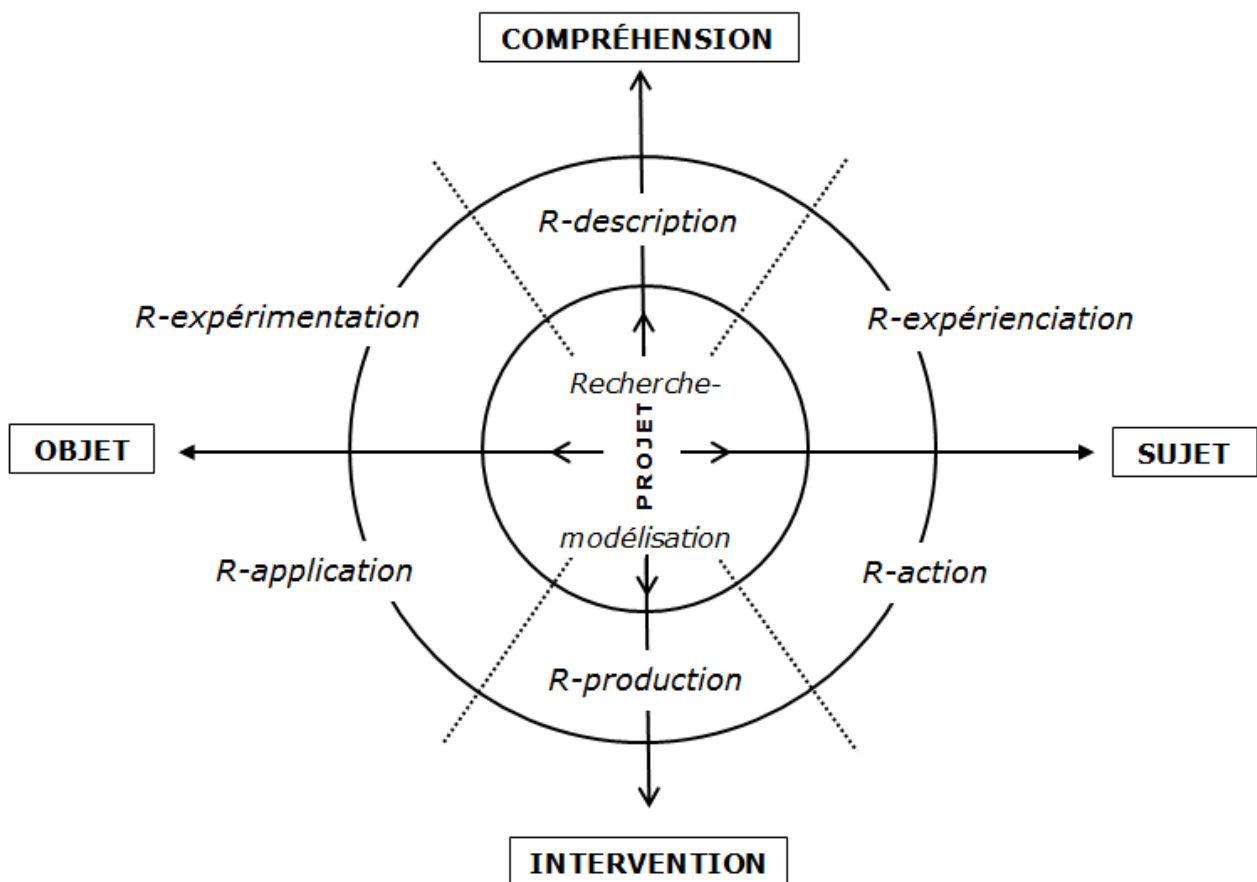 COMPRÉHENSION
R-description
R-expérimentation
R-expérienciation
Recherche-
PROJET
OBJET
SUJET
modélisation
R-application
R-action
R-production
INTERVENTION